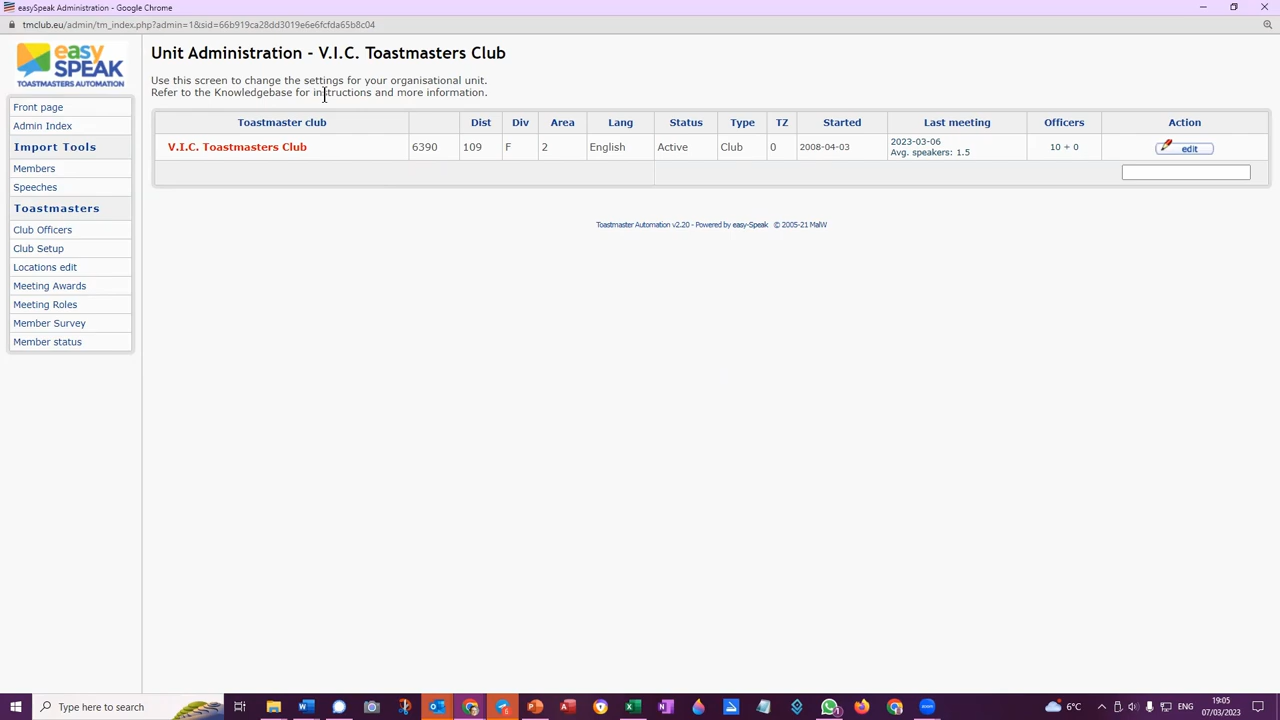 easySpeak Administration - Google Chrome
tmclub.eu/admin/tm_index.php?admin=1&sid=66b919ca28dd3019e6e6fcfda65b8c04
easy
SPEAK
TOASTMASTERS AUTOMATION
Front page
Admin Index
Import Tools
Members
Speeches
Toastmasters
Club Officers
Club Setup
Locations edit
Meeting Awards
Meeting Roles
Member Survey
Member status
Unit Administration - V.I.C. Toastmasters Club
Use this screen to change the settings for your organisational unit.
Refer to the Knowledgebase for instructions and more information.
Toastmaster club Dist Div Area Lang Status Type TZ Started Last meeting Officers Action
V.I.C. Toastmasters Club 6390 109 F 2 English Active Club 0 2008-04-03 2023-03-06 10 + 0 edit
Avg. speakers: 1.5
Toastmaster Automation v2.20 - Powered by easy-Speak © 2005-21 MalW
Type here to search
6°C
ENG
19:05
07/03/2023